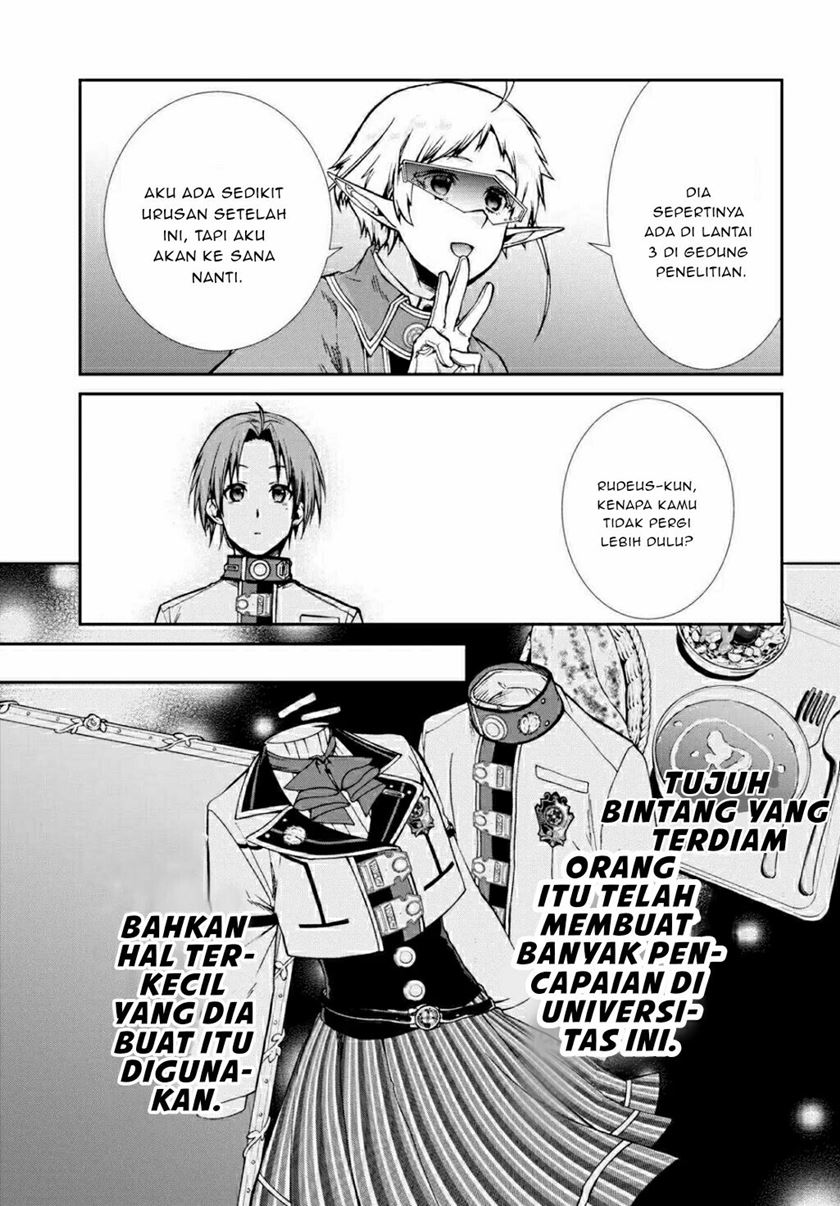 DIA
SEPERTINYA
ADA DI LANTAI
3 DI GEDUNG
PENELITIAN.
AKU ADA SEDIKIT
URUSAN SETELAH
INI, TAPI AKU
AKAN KE SANA
NANTI.
RUDEUS-KUN,
KENAPA KAMU
TIDAK PERGI
LEBIH DULU?
TUJUH
BINTANG YANG
TERDIAM
ORANG
ITU TELAH
MEMBUAT
BANYAK PEN-
CAPAIAN DI
UNIVERSI-
TAS INI.
BAHKAN
HAL TER-
KECIL
YANG DIA
BUAT ITU
DIGUNA-
KAN.